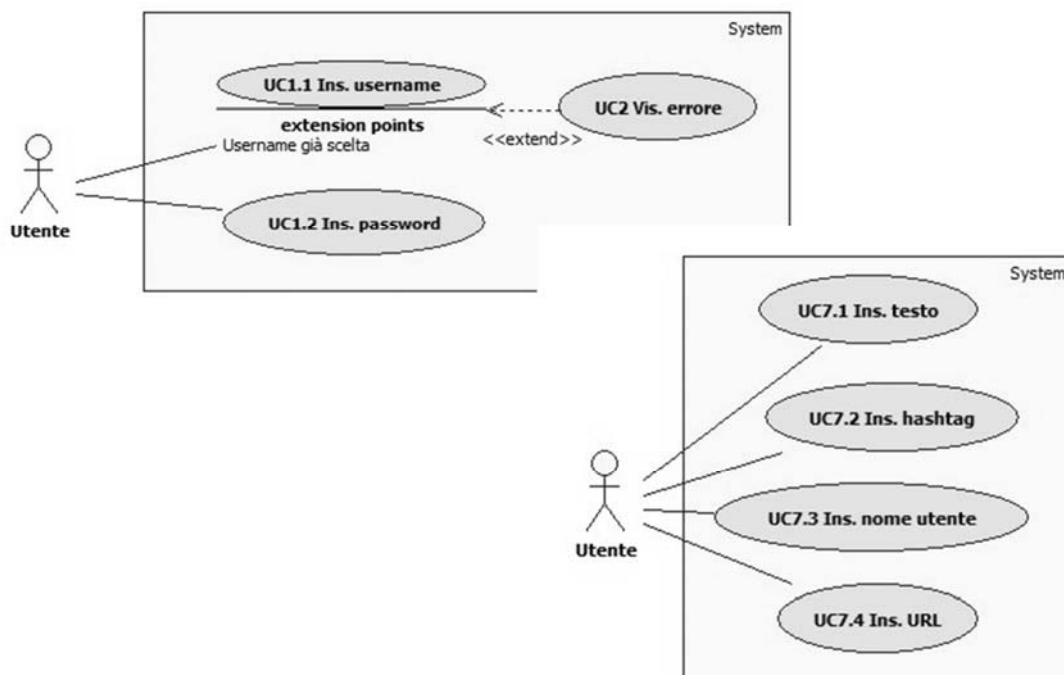 System
UC1.1 Ins. username
UC2 Vis. errore
extension points
<<extend>>
Username già scelta
UC1.2 Ins. password
Utente
System
UC7.1 Ins. testo
UC7.2 Ins. hashtag
UC7.3 Ins. nome utente
Utente
UC7.4 Ins. URL